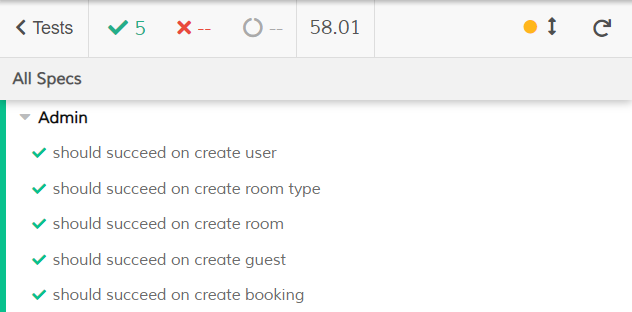 Tests 5 -- -- 58.01
All Specs
Admin
should succeed on create user
should succeed on create room type
should succeed on create room
should succeed on create guest
should succeed on create booking